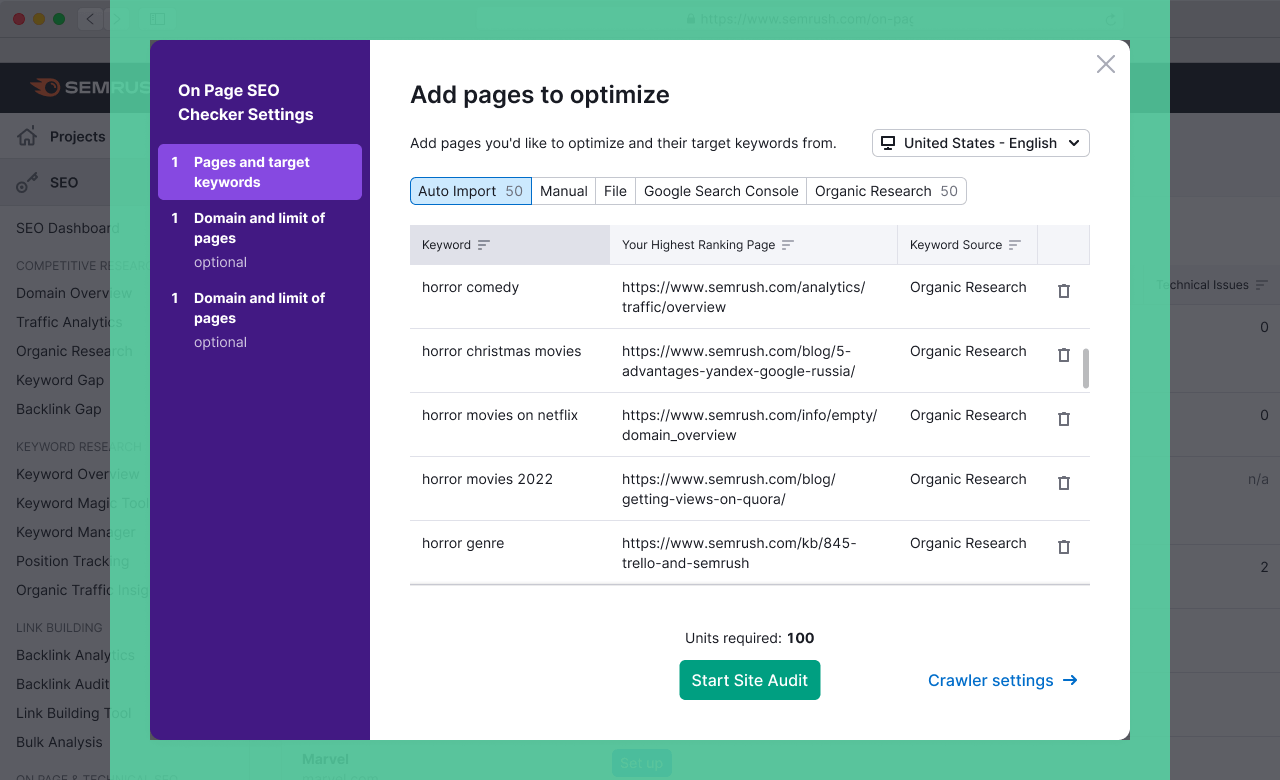 https://www.semrush.com/on-pag
SEMRUSH
Projects
SEO
SEO Dashboard
COMPETITIVE RESEARCH
Domain Overview
Traffic Analytics
Organic Research
Keyword Gap
Backlink Gap
KEYWORD RESEARCH
Keyword Overview
Keyword Magic Tool
Keyword Manager
Position Tracking
Organic Traffic Insig
LINK BUILDING
Backlink Analytics
Backlink Audit
Link Building Tool
Bulk Analysis
ON PAGE & TECHNICAL SEO
On Page SEO
Checker Settings
1 Pages and target
keywords
1 Domain and limit of
pages
optional
1 Domain and limit of
pages
optional
Add pages to optimize
Add pages you'd like to optimize and their target keywords from.
United States - English
Auto Import 50 Manual File Google Search Console Organic Research 50
Keyword Your Highest Ranking Page Keyword Source
horror comedy https://www.semrush.com/analytics/ Organic Research
traffic/overview
horror christmas movies https://www.semrush.com/blog/5- Organic Research
advantages-yandex-google-russia/
horror movies on netflix https://www.semrush.com/info/empty/ Organic Research
domain_overview
horror movies 2022 https://www.semrush.com/blog/ Organic Research
getting-views-on-quora/
horror genre https://www.semrush.com/kb/845- Organic Research
trello-and-semrush
Units required: 100
Start Site Audit
Crawler settings
Technical Issues
0
0
n/a
2
Marvel
Set up